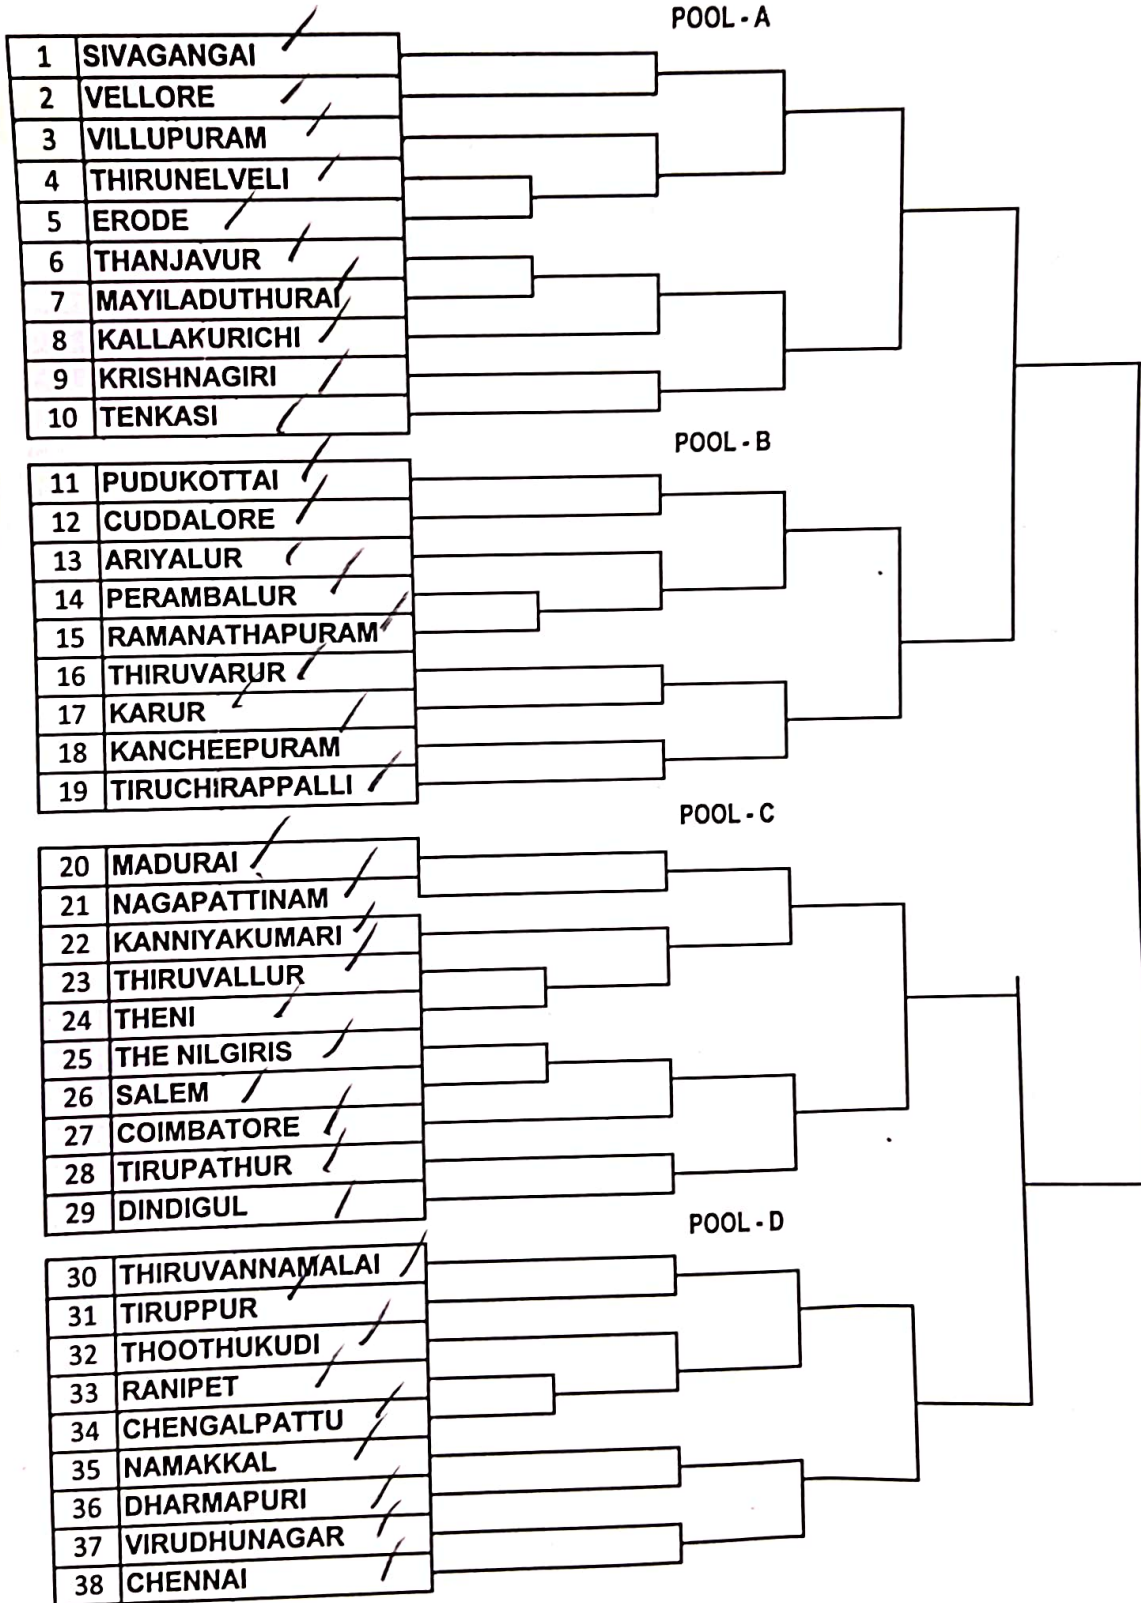 POOL - A
1 SIVAGANGAI
2 VELLORE
3 VILLUPURAM
4 THIRUNELVELI
5 ERODE
6 THANJAVUR
7 MAYILADUTHURAI
8 KALLAKURICHI
9 KRISHNAGIRI
10 TENKASI
POOL - B
11 PUDUKOTTAI
12 CUDDALORE
13 ARIYALUR
14 PERAMBALUR
15 RAMANATHAPURAM
16 THIRUVARUR
17 KARUR
18 KANCHEEPURAM
19 TIRUCHIRAPPALLI
POOL - C
20 MADURAI
21 NAGAPATTINAM
22 KANNIYAKUMARI
23 THIRUVALLUR
24 THENI
25 THE NILGIRIS
26 SALEM
27 COIMBATORE
28 TIRUPATHUR
29 DINDIGUL
POOL - D
30 THIRUVANNAMALAI
31 TIRUPPUR
32 THOOTHUKUDI
33 RANIPET
34 CHENGALPATTU
35 NAMAKKAL
36 DHARMAPURI
37 VIRUDHUNAGAR
38 CHENNAI